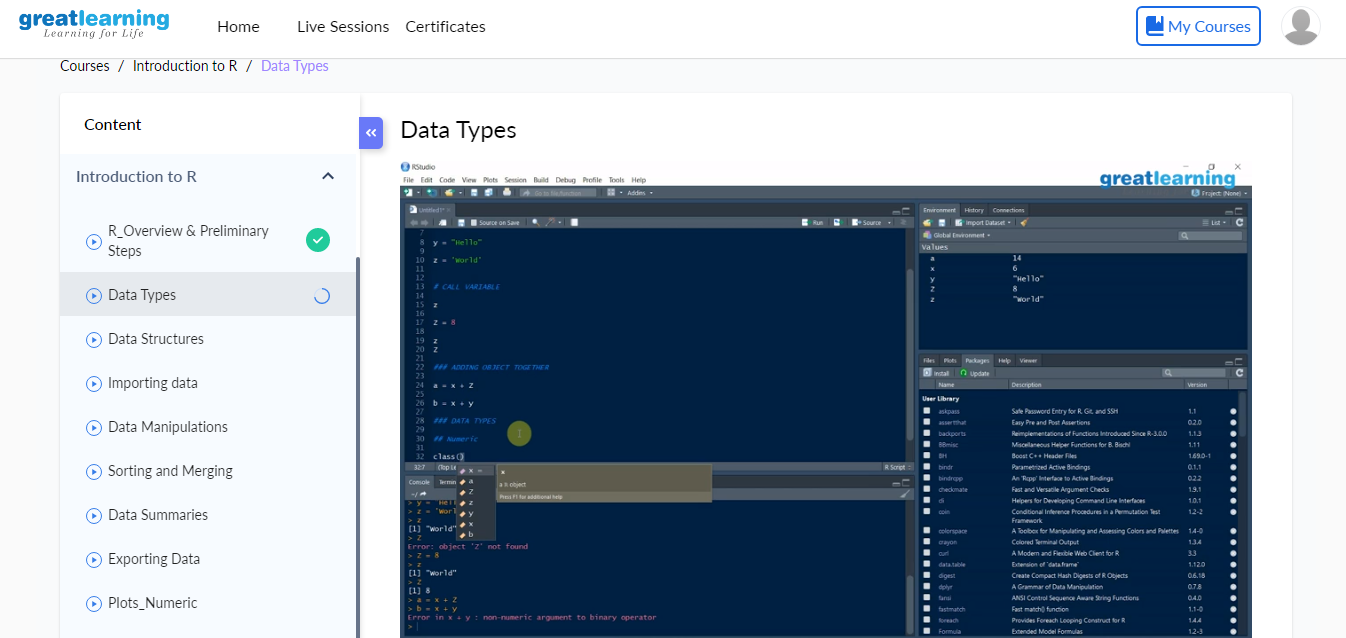 greatlearning
Learning for Life
Home
Live Sessions
Certificates
My Courses
Courses / Introduction to R / Data Types
Content
Introduction to R
R_Overview & Preliminary
Steps
Data Types
Data Structures
Importing data
Data Manipulations
Sorting and Merging
Data Summaries
Exporting Data
Plots_Numeric
«
Data Types
RStudio
File Edit Code View Plots Session Build Debug Profile Tools Help
greatlearning
Go to file/function
Addins
Project: (None)
Untitled1*
Source on Save
Run
Source
7
8 y = "Hello"
9
10 z = 'World'
11
12
13 # CALL VARIABLE
14
15 z
16
17 Z = 8
18
19 z
20 Z
21
22 ### ADDING OBJECT TOGETHER
23
24 a = x + Z
25
26 b = x + y
27
28 ### DATA TYPES
29
30 ## Numeric
31
32 class()
32:7
R Script
x
a
Z
z
y
x
b
x
a b object
Press F1 for additional help
Console
~/
> z
[1] "World"
> Z
Error: object 'Z' not found
> Z = 8
> z
[1] "World"
> Z
[1] 8
> a = x + Z
> b = x + y
Error in x + y : non-numeric argument to binary operator
>
Environment History Connections
Import Dataset
List
Global Environment
Values
a 14
x 6
y "Hello"
Z 8
z "World"
Files Plots Packages Help Viewer
Install Update
Name Description Version
User Library
askpass Safe Password Entry for R, Git, and SSH 1.1
assertthat Easy Pre and Post Assertions 0.2.0
backports Reimplementations of Functions Introduced Since R-3.0.0 1.1.3
BBmisc Miscellaneous Helper Functions for B. Bischl 1.11
BH Boost C++ Header Files 1.69.0-1
bindr Parametrized Active Bindings 0.1.1
bindrcpp An 'Rcpp' Interface to Active Bindings 0.2.2
checkmate Fast and Versatile Argument Checks 1.9.1
cli Helpers for Developing Command Line Interfaces 1.0.1
coin Conditional Inference Procedures in a Permutation Test 1.2-2
Framework
colorspace A Toolbox for Manipulating and Assessing Colors and Palettes 1.4-0
crayon Colored Terminal Output 1.3.4
curl A Modern and Flexible Web Client for R 3.3
data.table Extension of `data.frame` 1.12.0
digest Create Compact Hash Digests of R Objects 0.6.18
dplyr A Grammar of Data Manipulation 0.7.8
fansi ANSI Control Sequence Aware String Functions 0.4.0
fastmatch Fast match() function 1.1-0
foreach Provides Foreach Looping Construct for R 1.4.4
Formula Extended Model Formulas 1.2-3